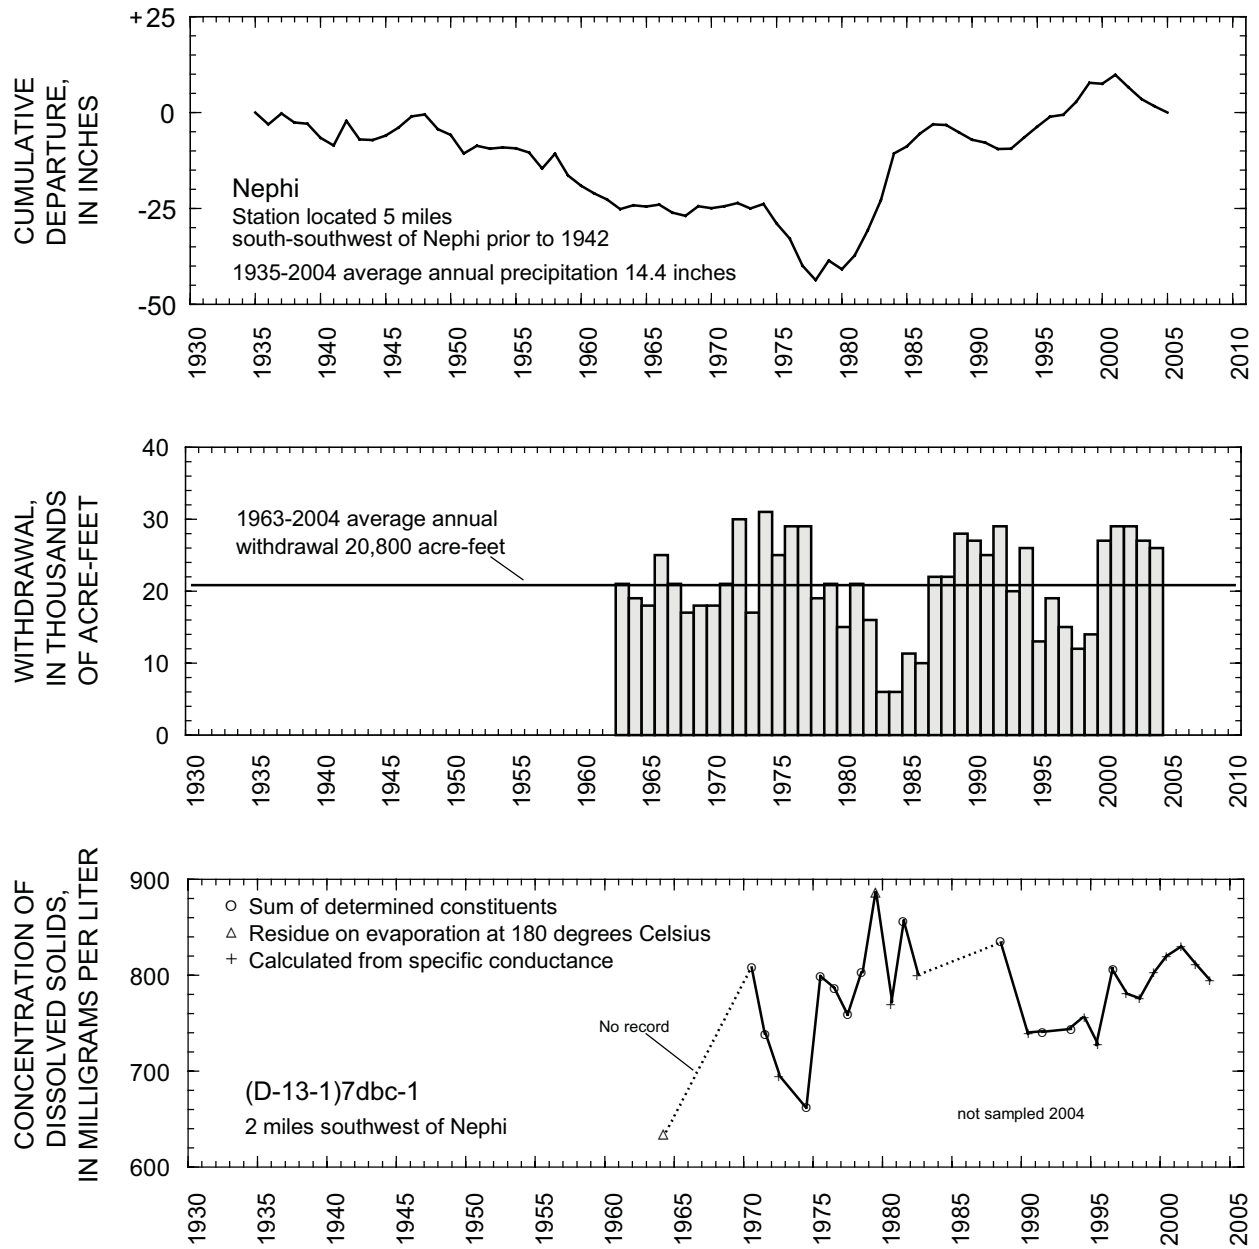 CUMULATIVE
DEPARTURE,
IN INCHES
+25
0
-25
-50
Nephi
Station located 5 miles
south-southwest of Nephi prior to 1942
1935-2004 average annual precipitation 14.4 inches
1930 1935 1940 1945 1950 1955 1960 1965 1970 1975 1980 1985 1990 1995 2000 2005 2010
WITHDRAWAL,
IN THOUSANDS
OF ACRE-FEET
40
30
20
10
0
1963-2004 average annual
withdrawal 20,800 acre-feet
1930 1935 1940 1945 1950 1955 1960 1965 1970 1975 1980 1985 1990 1995 2000 2005 2010
CONCENTRATION OF
DISSOLVED SOLIDS,
IN MILLIGRAMS PER LITER
900
800
700
600
Sum of determined constituents
Residue on evaporation at 180 degrees Celsius
Calculated from specific conductance
No record
(D-13-1)7dbc-1
2 miles southwest of Nephi
not sampled 2004
1930 1935 1940 1945 1950 1955 1960 1965 1970 1975 1980 1985 1990 1995 2000 2005